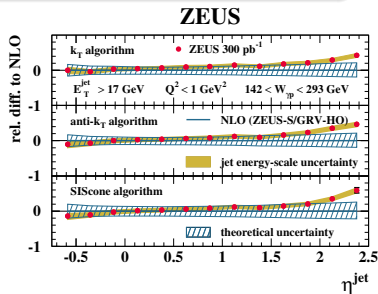 ZEUS
rel. diff. to NLO
k_T algorithm
ZEUS 300 pb⁻¹
0
E_T^jet > 17 GeV Q² < 1 GeV² 142 < W_γp < 293 GeV
-1
anti-k_T algorithm
NLO (ZEUS-S/GRV-HO)
0
jet energy-scale uncertainty
-1
SIScone algorithm
0
theoretical uncertainty
-1
-0.5 0 0.5 1 1.5 2 2.5
η^jet